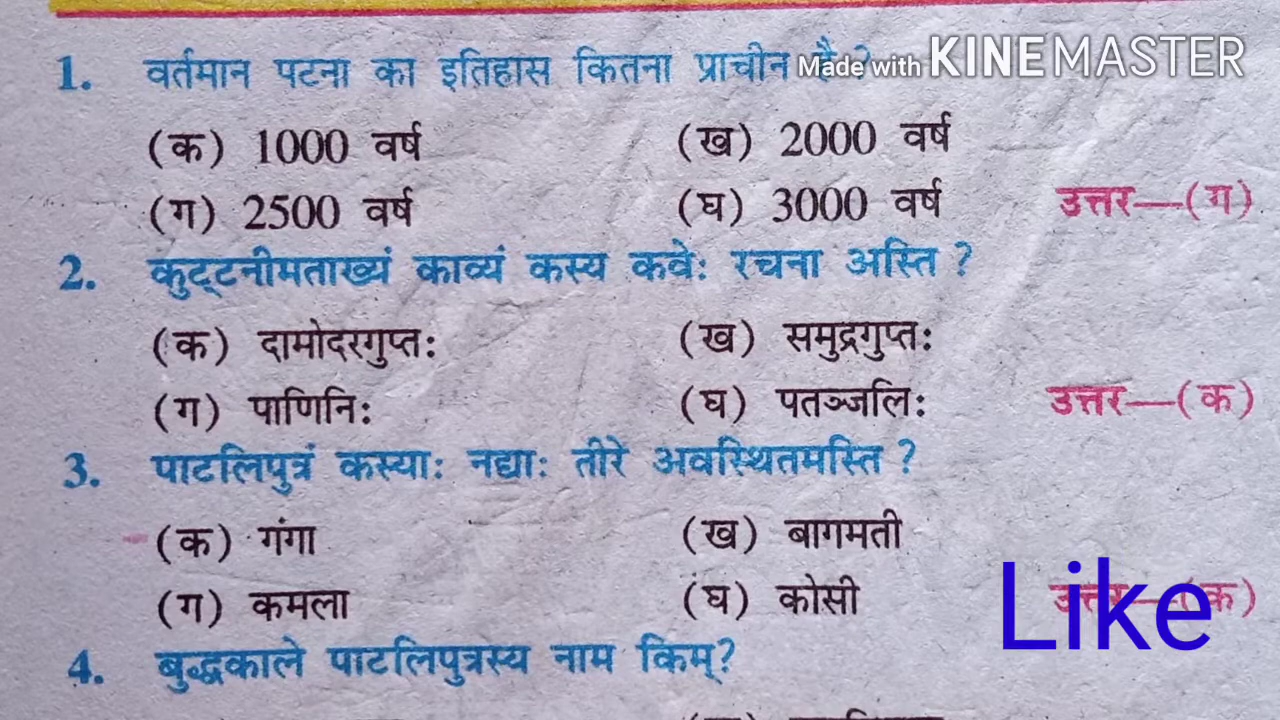 Made with KINEMASTER
1. वर्तमान पटना का इतिहास कितना प्राचीन है?
(क) 1000 वर्ष (ख) 2000 वर्ष
(ग) 2500 वर्ष (घ) 3000 वर्ष उत्तर—(ग)
2. कुट्टनीमताख्यं काव्यं कस्य कवेः रचना अस्ति ?
(क) दामोदरगुप्तः (ख) समुद्रगुप्तः
(ग) पाणिनिः (घ) पतञ्जलिः उत्तर—(क)
3. पाटलिपुत्रं कस्याः नद्याः तीरे अवस्थितमस्ति ?
(क) गंगा (ख) बागमती
(ग) कमला (घ) कोसी उत्तर—(क)
Like
4. बुद्धकाले पाटलिपुत्रस्य नाम किम्?